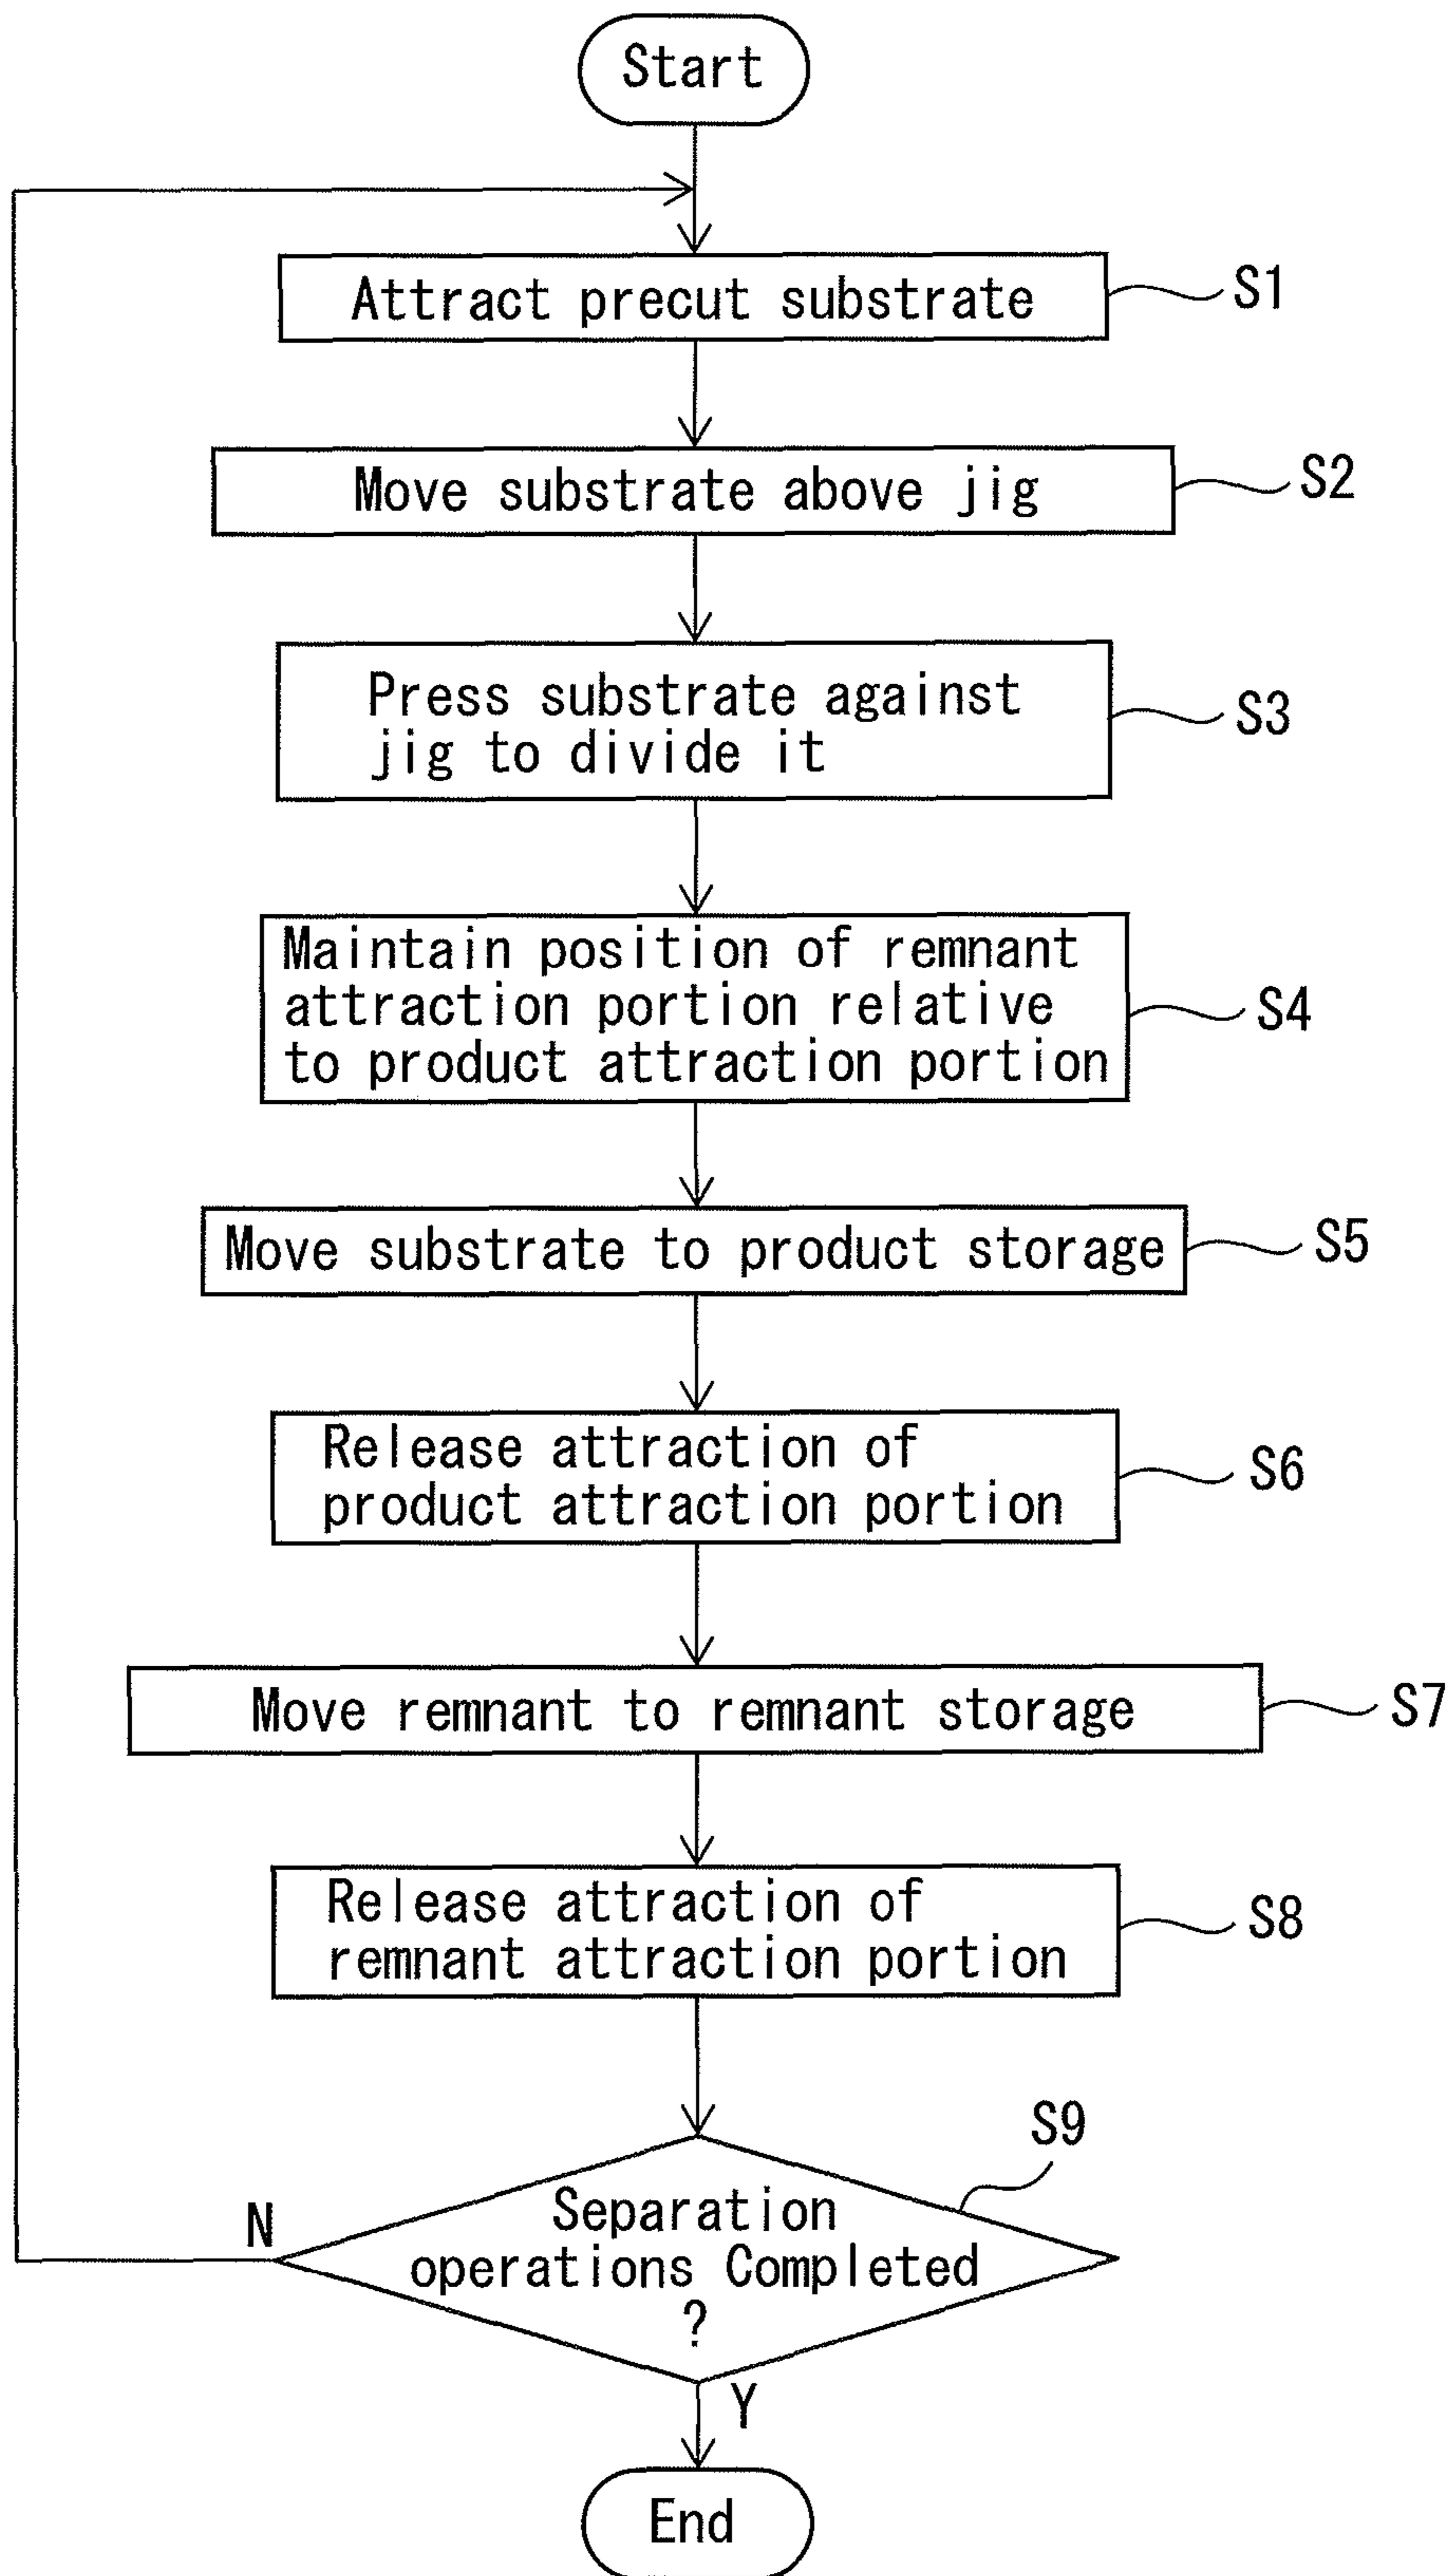 Start
Attract precut substrate
S1
Move substrate above jig
S2
Press substrate against
jig to divide it
S3
Maintain position of remnant
attraction portion relative
to product attraction portion
S4
Move substrate to product storage
S5
Release attraction of
product attraction portion
S6
Move remnant to remnant storage
S7
Release attraction of
remnant attraction portion
S8
S9
Separation
operations Completed
?
N
Y
End